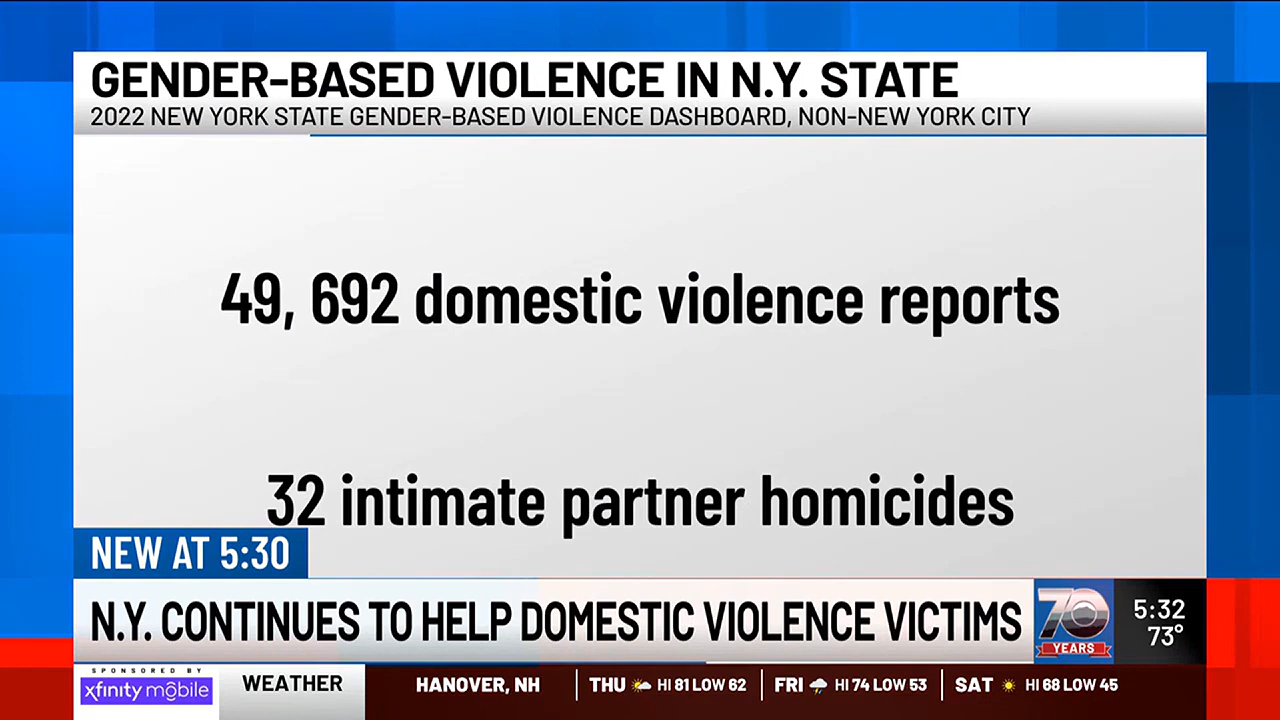 GENDER-BASED VIOLENCE IN N.Y. STATE
2022 NEW YORK STATE GENDER-BASED VIOLENCE DASHBOARD, NON-NEW YORK CITY
49, 692 domestic violence reports
32 intimate partner homicides
NEW AT 5:30
N.Y. CONTINUES TO HELP DOMESTIC VIOLENCE VICTIMS
70
YEARS
5:32
73°
SPONSORED BY
xfinity mobile
WEATHER
HANOVER, NH
THU HI 81 LOW 62
FRI HI 74 LOW 53
SAT HI 68 LOW 45